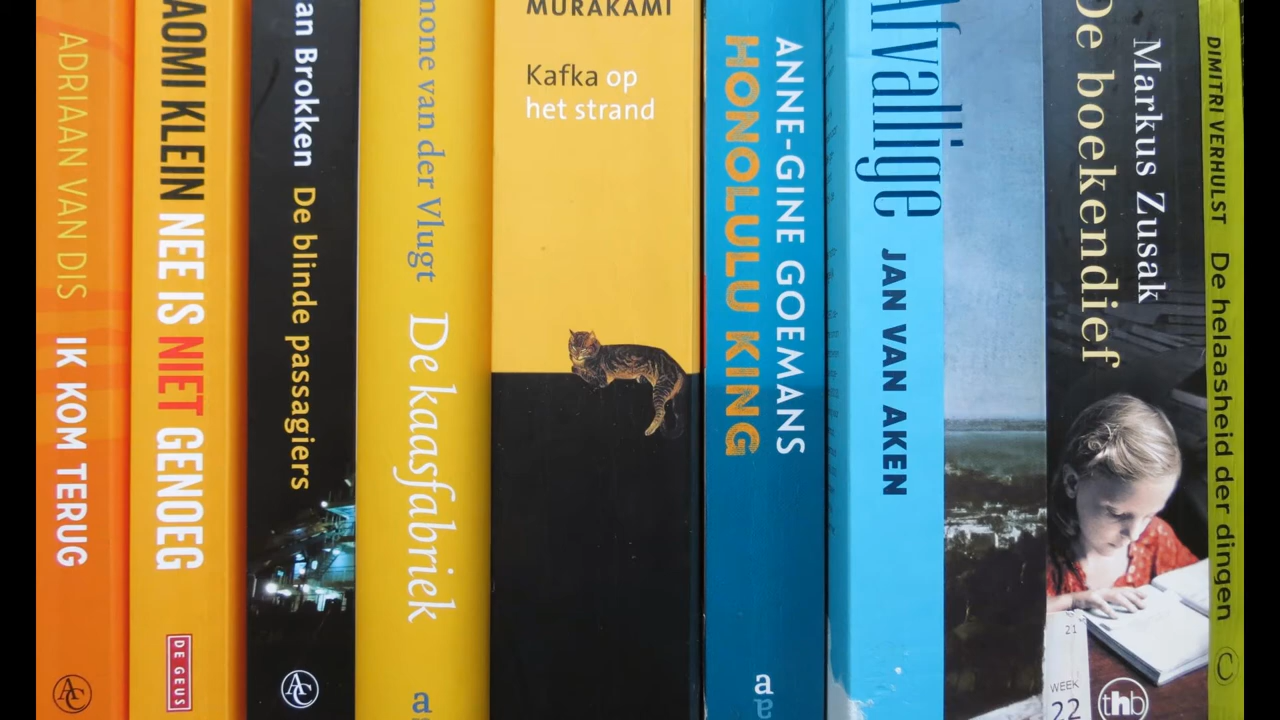 ADRIAAN VAN DIS IK KOM TERUG
AC
AOMI KLEIN NEE IS NIET GENOEG
DE GEUS
an Brokken De blinde passagiers
AC
none van der Vlugt De kaasfabriek
a
MURAKAMI
Kafka op
het strand
ANNE-GINE GOEMANS
HONOLULU KING
a
Afvallige JAN VAN AKEN
Markus Zusak
De boekendief
21
WEEK
22
thb
DIMITRI VERHULST De helaasheid der dingen
C